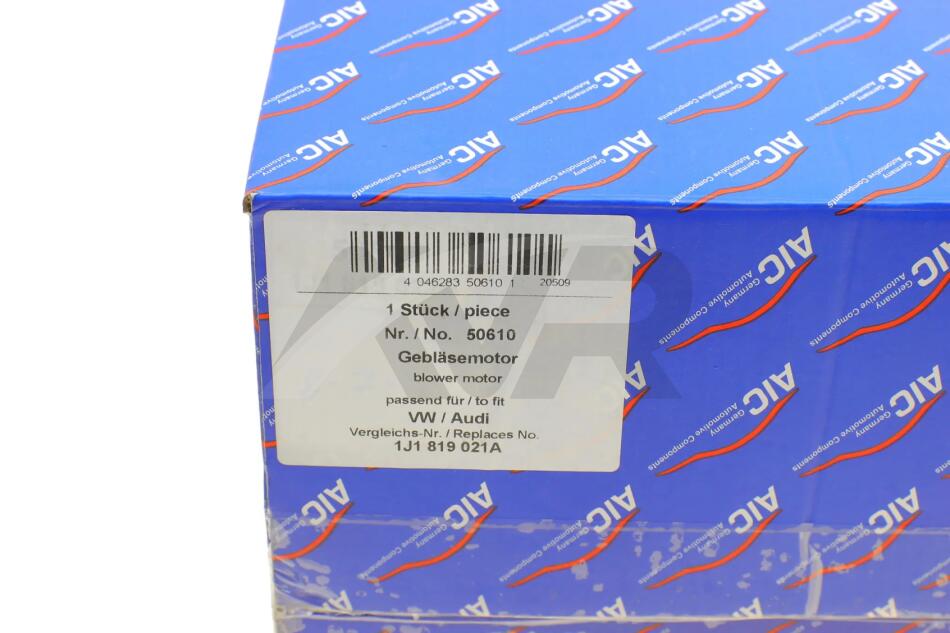 4 046283 50610 1 20509
1 Stück / piece
Nr. / No. 50610
Gebläsemotor
blower motor
passend für / to fit
VW / Audi
Vergleichs-Nr. / Replaces No.
1J1 819 021A
AIC
Germany
Automotive Components